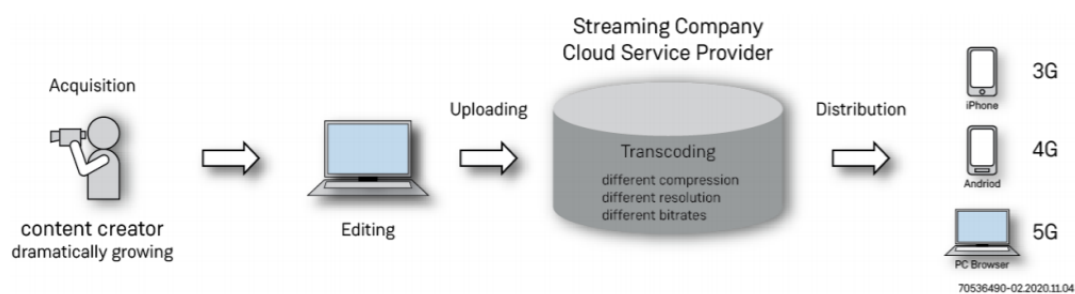 Acquisition
content creator
dramatically growing
Editing
Uploading
Streaming Company
Cloud Service Provider
Transcoding
different compression
different resolution
different bitrates
Distribution
iPhone
3G
Andriod
4G
PC Browser
5G
70536490-02.2020.11.04